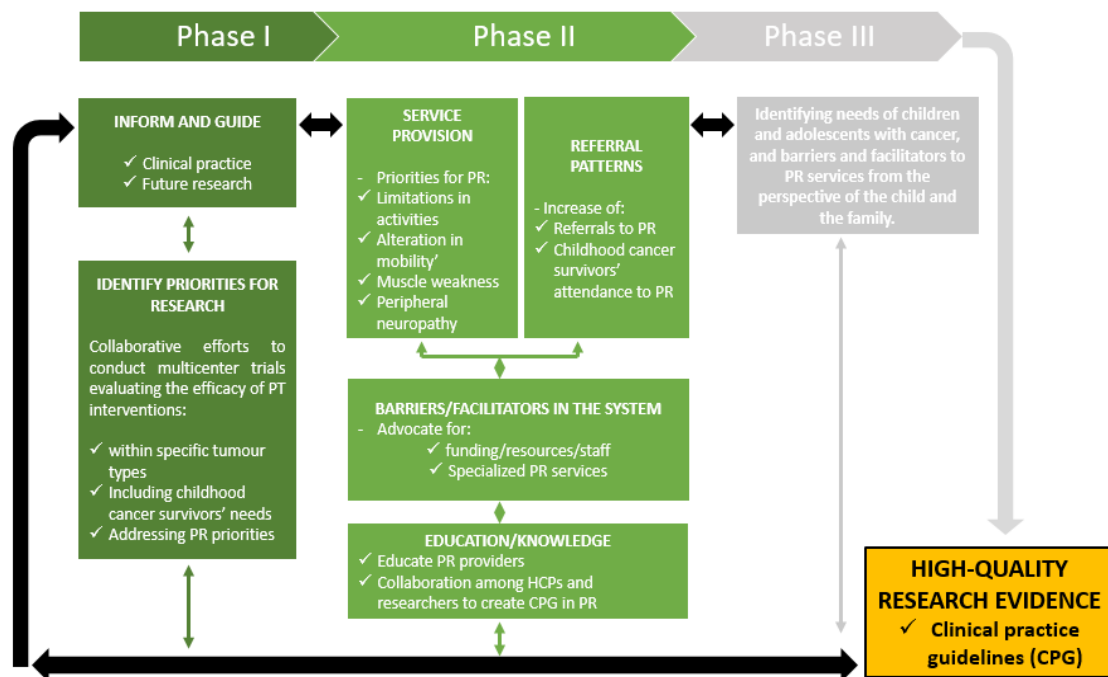 Phase I
Phase II
Phase III
INFORM AND GUIDE
✓ Clinical practice
✓ Future research
IDENTIFY PRIORITIES FOR
RESEARCH
Collaborative efforts to
conduct multicenter trials
evaluating the efficacy of PT
interventions:
✓ within specific tumour
types
✓ Including childhood
cancer survivors’ needs
✓ Addressing PR priorities
SERVICE
PROVISION
- Priorities for PR:
✓ Limitations in
activities
✓ Alteration in
mobility’
✓ Muscle weakness
✓ Peripheral
neuropathy
REFERRAL
PATTERNS
- Increase of:
✓ Referrals to PR
✓ Childhood cancer
survivors’
attendance to PR
BARRIERS/FACILITATORS IN THE SYSTEM
- Advocate for:
✓ funding/resources/staff
✓ Specialized PR services
EDUCATION/KNOWLEDGE
✓ Educate PR providers
✓ Collaboration among HCPs and
researchers to create CPG in PR
Identifying needs of children
and adolescents with cancer,
and barriers and facilitators to
PR services from the
perspective of the child and
the family.
HIGH-QUALITY
RESEARCH EVIDENCE
✓ Clinical practice
guidelines (CPG)